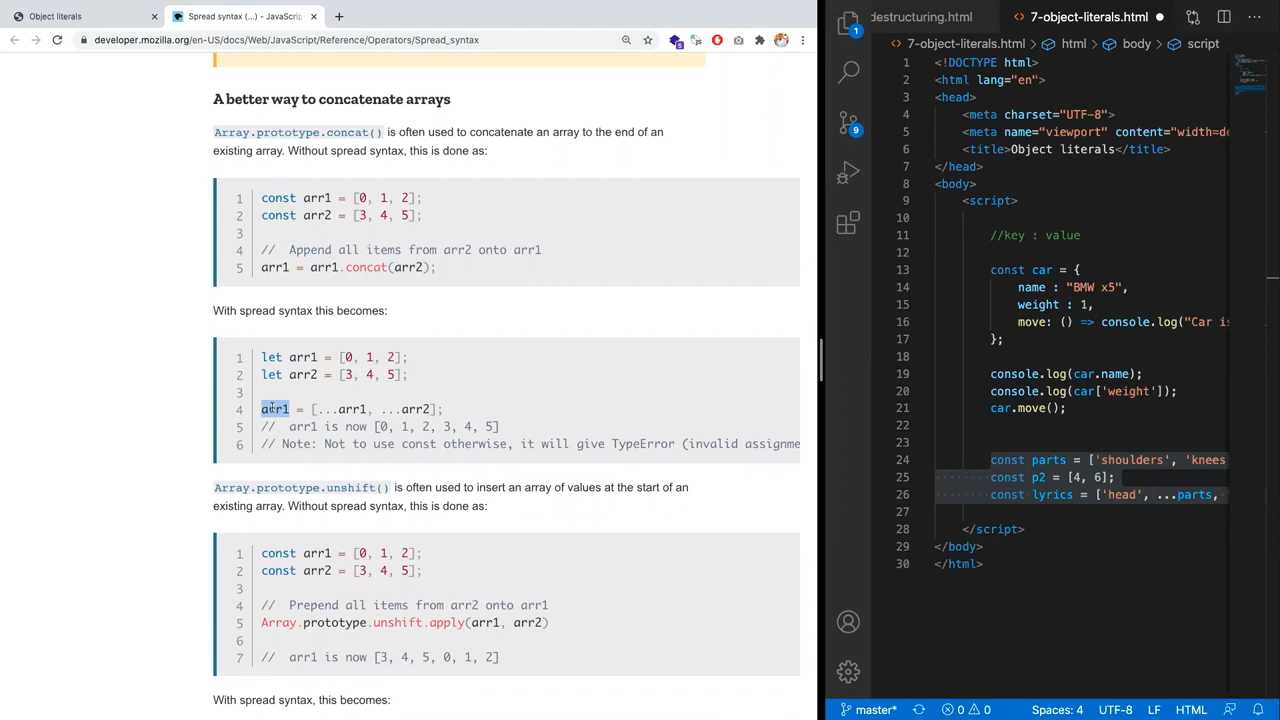 Object literals
Spread syntax (...) - JavaScript
developer.mozilla.org/en-US/docs/Web/JavaScript/Reference/Operators/Spread_syntax
A better way to concatenate arrays
Array.prototype.concat() is often used to concatenate an array to the end of an
existing array. Without spread syntax, this is done as:
1 const arr1 = [0, 1, 2];
2 const arr2 = [3, 4, 5];
3
4 // Append all items from arr2 onto arr1
5 arr1 = arr1.concat(arr2);
With spread syntax this becomes:
1 let arr1 = [0, 1, 2];
2 let arr2 = [3, 4, 5];
3
4 arr1 = [...arr1, ...arr2];
5 // arr1 is now [0, 1, 2, 3, 4, 5]
6 // Note: Not to use const otherwise, it will give TypeError (invalid assignme
Array.prototype.unshift() is often used to insert an array of values at the start of an
existing array. Without spread syntax, this is done as:
1 const arr1 = [0, 1, 2];
2 const arr2 = [3, 4, 5];
3
4 // Prepend all items from arr2 onto arr1
5 Array.prototype.unshift.apply(arr1, arr2)
6
7 // arr1 is now [3, 4, 5, 0, 1, 2]
With spread syntax, this becomes:
destructuring.html
7-object-literals.html
7-object-literals.html html body script
1 <!DOCTYPE html>
2 <html lang="en">
3 <head>
4 <meta charset="UTF-8">
5 <meta name="viewport" content="width=de
6 <title>Object literals</title>
7 </head>
8 <body>
9 <script>
10
11 //key : value
12
13 const car = {
14 name : "BMW x5",
15 weight : 1,
16 move: () => console.log("Car is
17 };
18
19 console.log(car.name);
20 console.log(car['weight']);
21 car.move();
22
23
24 const parts = ['shoulders', 'knees
25 const p2 = [4, 6];
26 const lyrics = ['head', ...parts,
27
28 </script>
29 </body>
30 </html>
1
9
5
master* 0 0 Spaces: 4 UTF-8 LF HTML